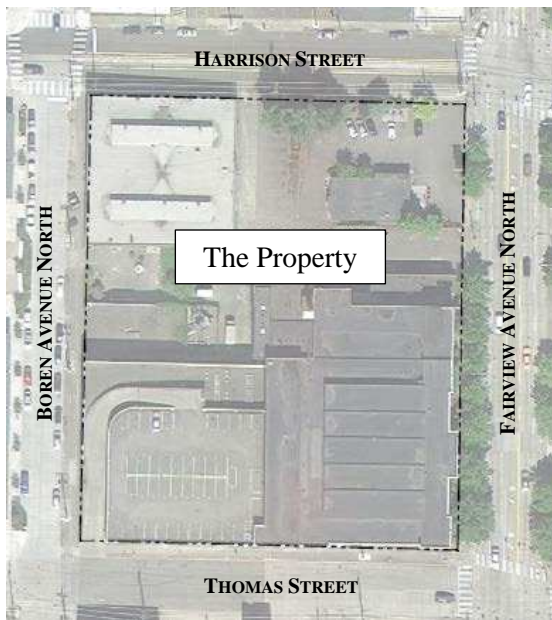 HARRISON STREET
BOREN AVENUE NORTH
The Property
FAIRVIEW AVENUE NORTH
THOMAS STREET